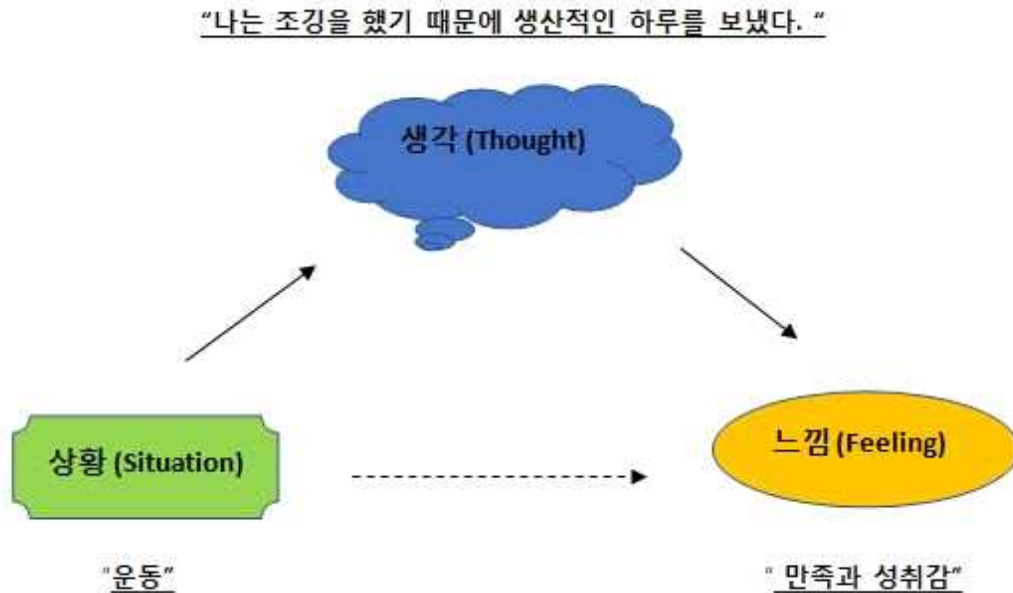 “나는 조깅을 했기 때문에 생산적인 하루를 보냈다. “
생각 (Thought)
상황 (Situation)
느낌 (Feeling)
“운동”
“ 만족과 성취감”